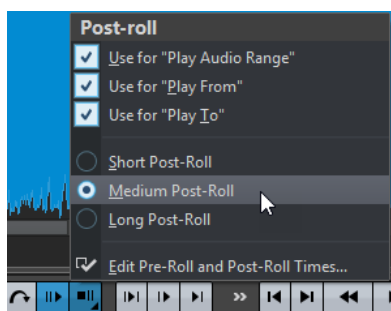 Post-roll
Use for "Play Audio Range"
Use for "Play From"
Use for "Play To"
Short Post-Roll
Medium Post-Roll
Long Post-Roll
Edit Pre-Roll and Post-Roll Times...